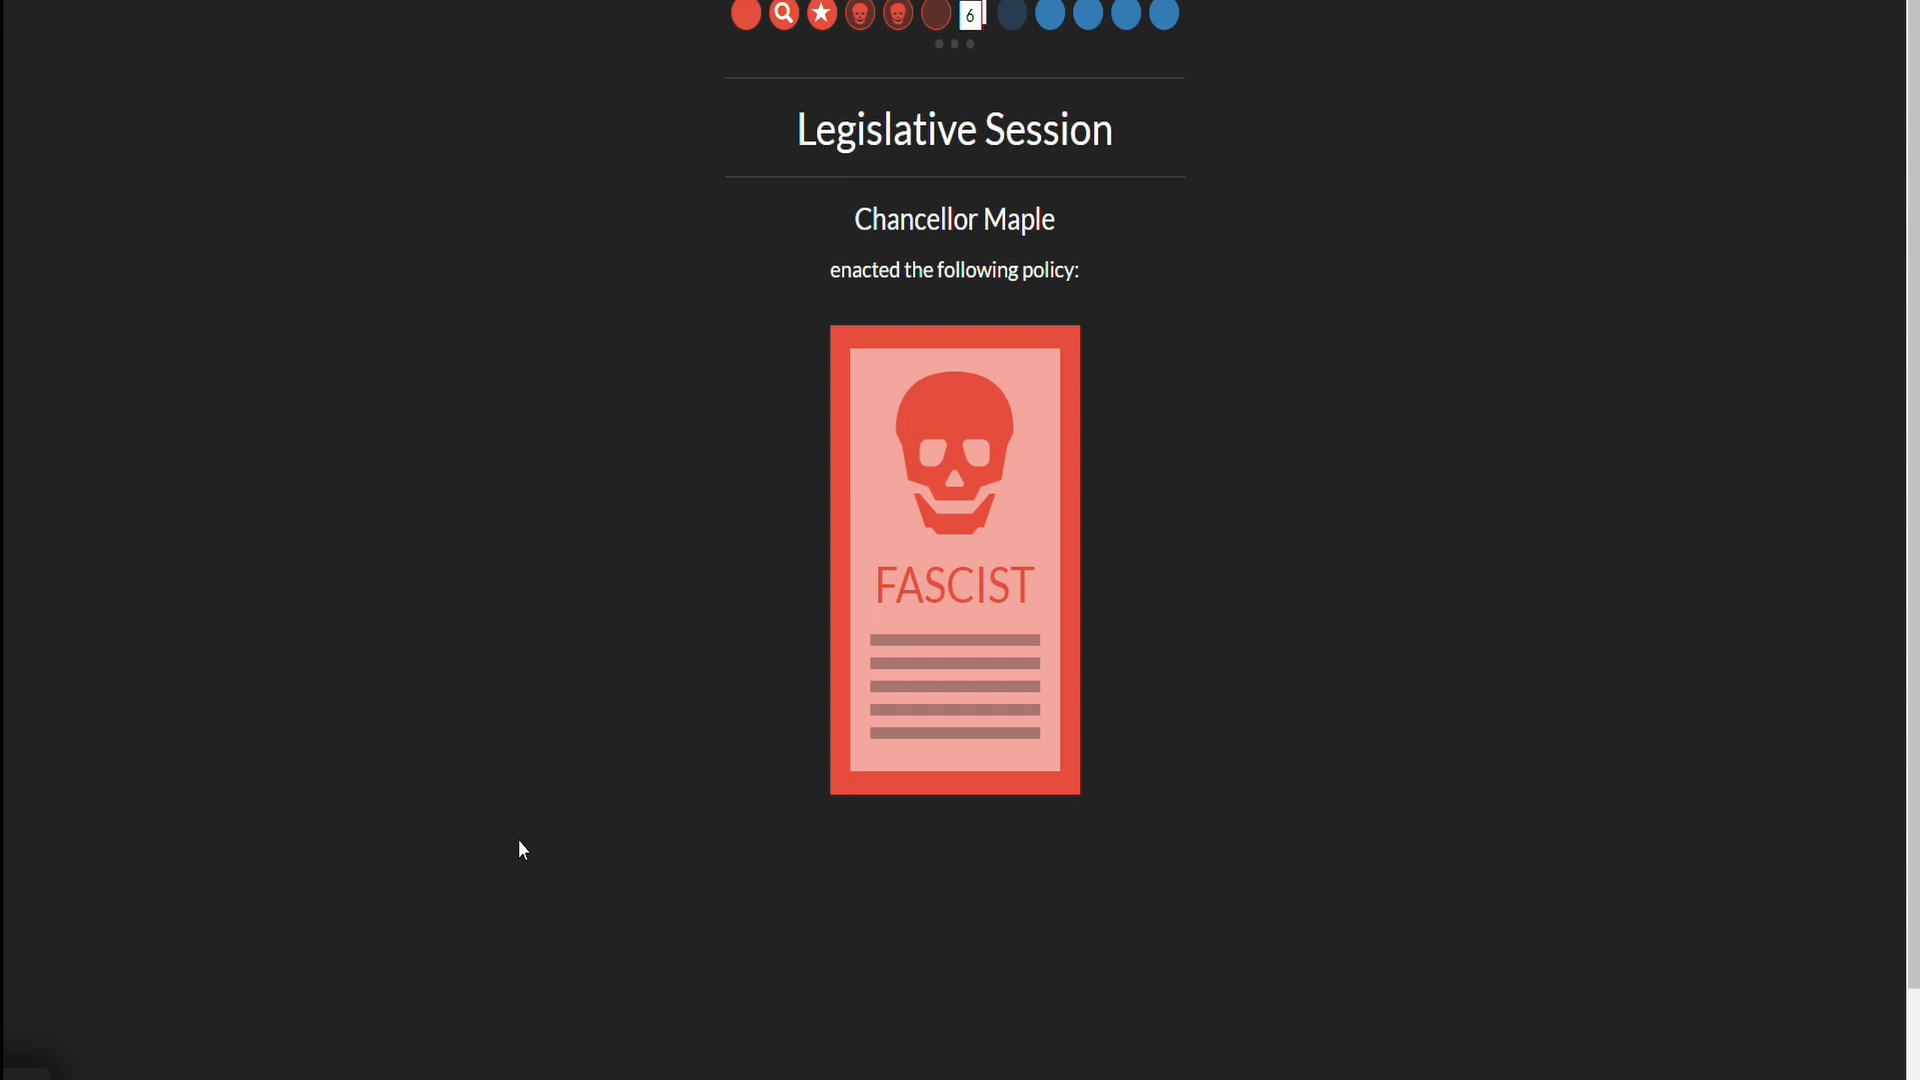 6
Legislative Session
Chancellor Maple
enacted the following policy:
FASCIST